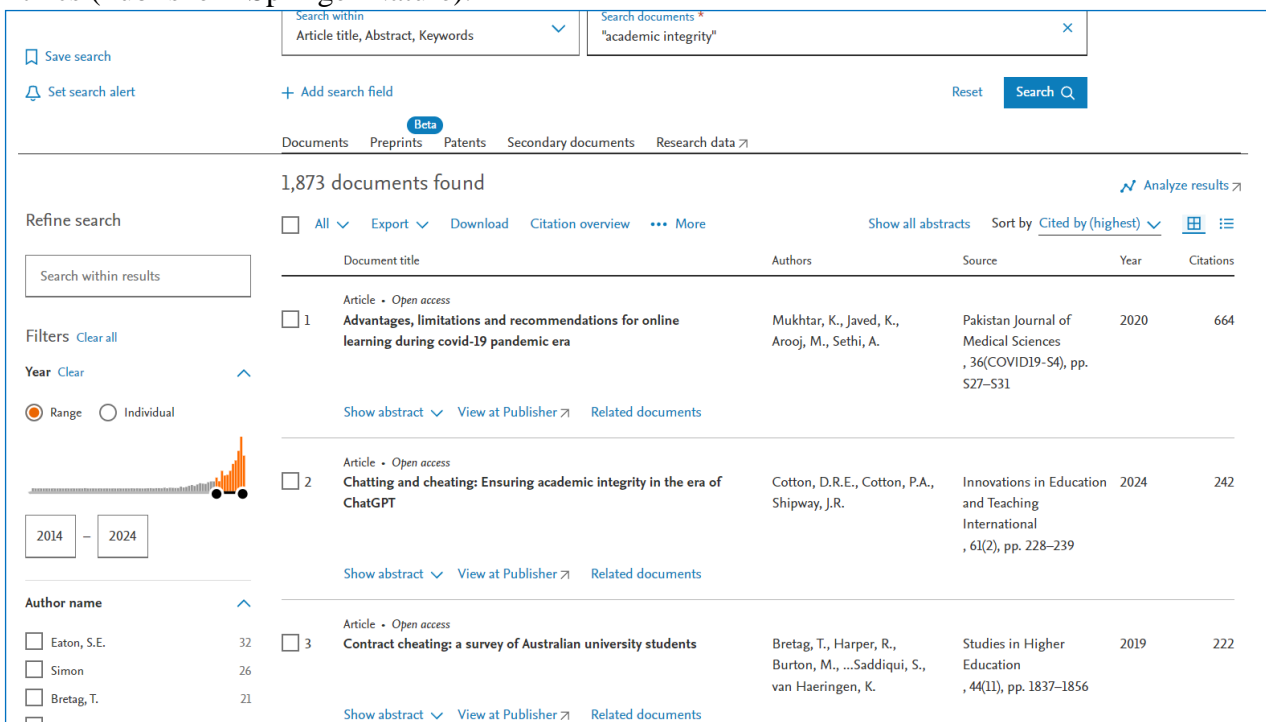 Search within
Article title, Abstract, Keywords
Search documents *
"academic integrity"
Save search
Set search alert
+ Add search field
Reset
Search
Beta
Documents Preprints Patents Secondary documents Research data
1,873 documents found
Analyze results
Refine search
All Export Download Citation overview ••• More
Show all abstracts Sort by Cited by (highest)
Search within results
Document title Authors Source Year Citations
Filters Clear all
Year Clear
Range Individual
2014 – 2024
Author name
Eaton, S.E. 32
Simon 26
Bretag, T. 21
Article • Open access
1 Advantages, limitations and recommendations for online
learning during covid-19 pandemic era
Mukhtar, K., Javed, K.,
Arooj, M., Sethi, A.
Pakistan Journal of
Medical Sciences
, 36(COVID19-S4), pp.
S27–S31
2020
664
Show abstract View at Publisher Related documents
Article • Open access
2 Chatting and cheating: Ensuring academic integrity in the era of
ChatGPT
Cotton, D.R.E., Cotton, P.A.,
Shipway, J.R.
Innovations in Education
and Teaching
International
, 61(2), pp. 228–239
2024
242
Show abstract View at Publisher Related documents
Article • Open access
3 Contract cheating: a survey of Australian university students
Bretag, T., Harper, R.,
Burton, M., ...Saddiqui, S.,
van Haeringen, K.
Studies in Higher
Education
, 44(11), pp. 1837–1856
2019
222
Show abstract View at Publisher Related documents